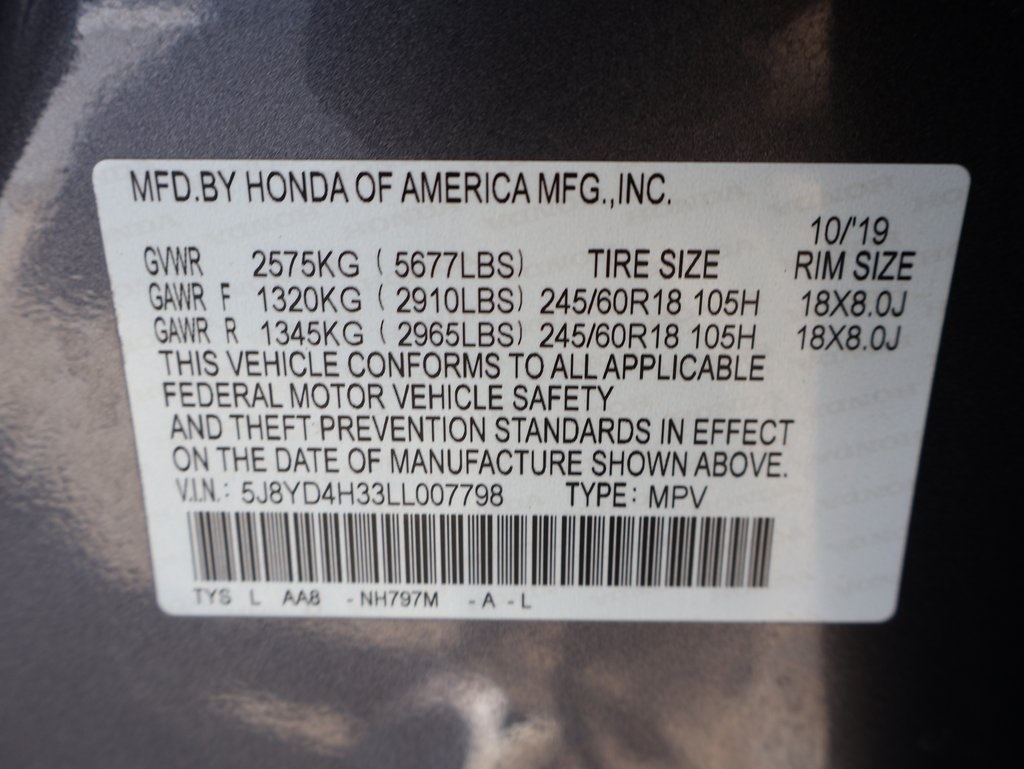 MFD.BY HONDA OF AMERICA MFG.,INC.
10/'19
GVWR 2575KG ( 5677LBS) TIRE SIZE RIM SIZE
GAWR F 1320KG ( 2910LBS) 245/60R18 105H 18X8.0J
GAWR R 1345KG ( 2965LBS) 245/60R18 105H 18X8.0J
THIS VEHICLE CONFORMS TO ALL APPLICABLE
FEDERAL MOTOR VEHICLE SAFETY
AND THEFT PREVENTION STANDARDS IN EFFECT
ON THE DATE OF MANUFACTURE SHOWN ABOVE.
V.I.N.: 5J8YD4H33LL007798 TYPE: MPV
TYS L AA8 - NH797M - A - L